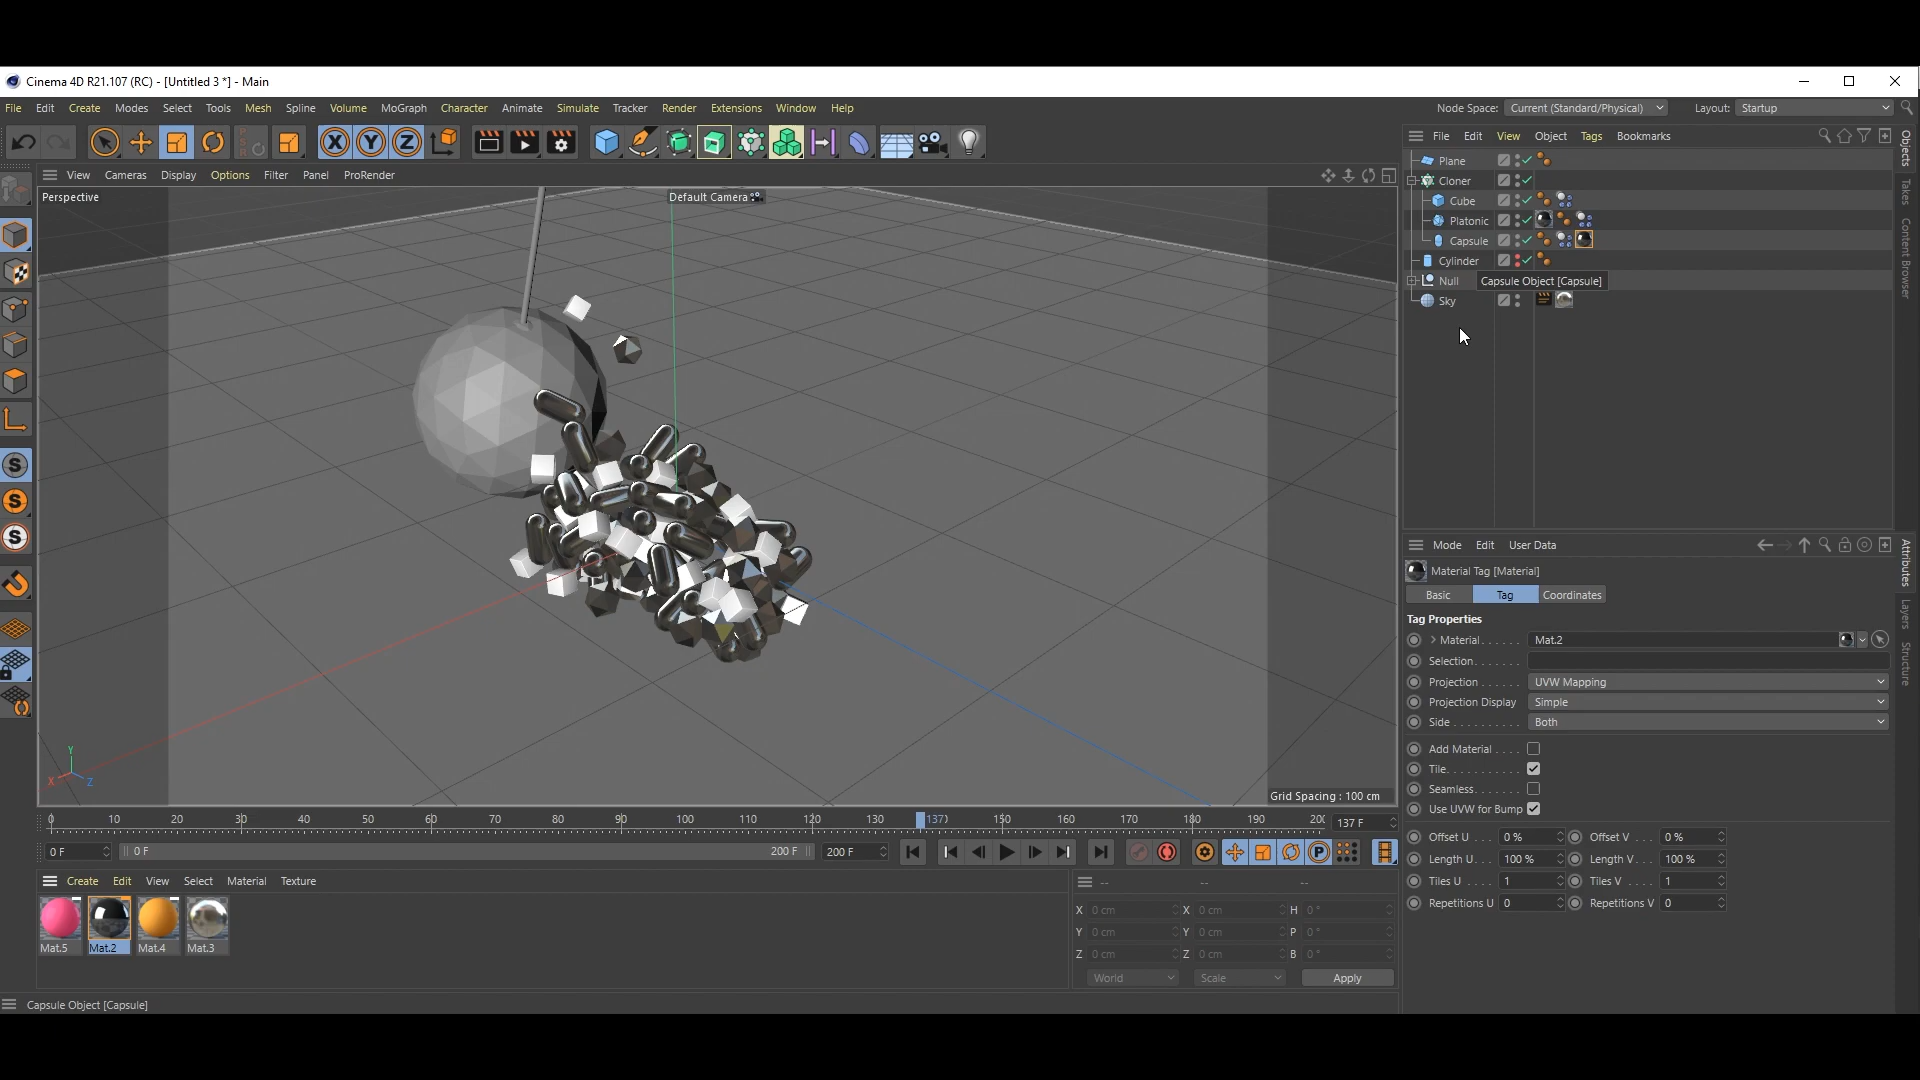 Cinema 4D R21.107 (RC) - [Untitled 3 *] - Main
File Edit Create Modes Select Tools Mesh Spline Volume MoGraph Character Animate Simulate Tracker Render Extensions Window Help
Node Space: Current (Standard/Physical) Layout: Startup
PSR X Y Z
File Edit View Object Tags Bookmarks
View Cameras Display Options Filter Panel ProRender
Perspective
Default Camera
Plane
Cloner
Cube
Platonic
Capsule
Cylinder
Null
Capsule Object [Capsule]
Sky
Objects
Takes
Content Browser
S
S
S
Y
X Z
Grid Spacing : 100 cm
Mode Edit User Data
Attributes
Layers
Structure
Material Tag [Material]
Basic Tag Coordinates
Tag Properties
Material Mat.2
Selection
Projection UVW Mapping
Projection Display Simple
Side Both
Add Material
Tile
Seamless
Use UVW for Bump
Offset U 0 % Offset V 0 %
Length U 100 % Length V 100 %
Tiles U 1 Tiles V 1
Repetitions U 0 Repetitions V 0
0 10 20 30 40 50 60 70 80 90 100 110 120 130 137 150 160 170 180 190 200 137 F
0 F 0 F 200 F 200 F P
Create Edit View Select Material Texture
Mat.5 Mat.2 Mat.4 Mat.3
-- -- --
X 0 cm X 0 cm H 0 °
Y 0 cm Y 0 cm P 0 °
Z 0 cm Z 0 cm B 0 °
World Scale Apply
Capsule Object [Capsule]